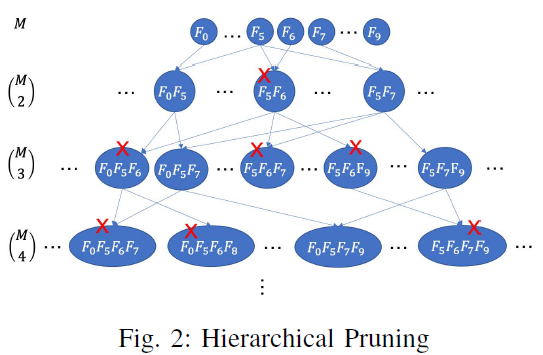 M F₀ ... F₅ F₆ F₇ ... F₉
(M 2) ... F₀F₅ ... X F₅F₆ ... F₅F₇ ...
(M 3) ... X F₀F₅F₆ F₀F₅F₇ ... X F₅F₆F₇ ... X F₅F₆F₉ ... F₅F₇F₉ ...
(M 4) ... X F₀F₅F₆F₇ X F₀F₅F₆F₈ ... F₀F₅F₇F₉ ... X F₅F₆F₇F₉ ...
⋮
Fig. 2: Hierarchical Pruning